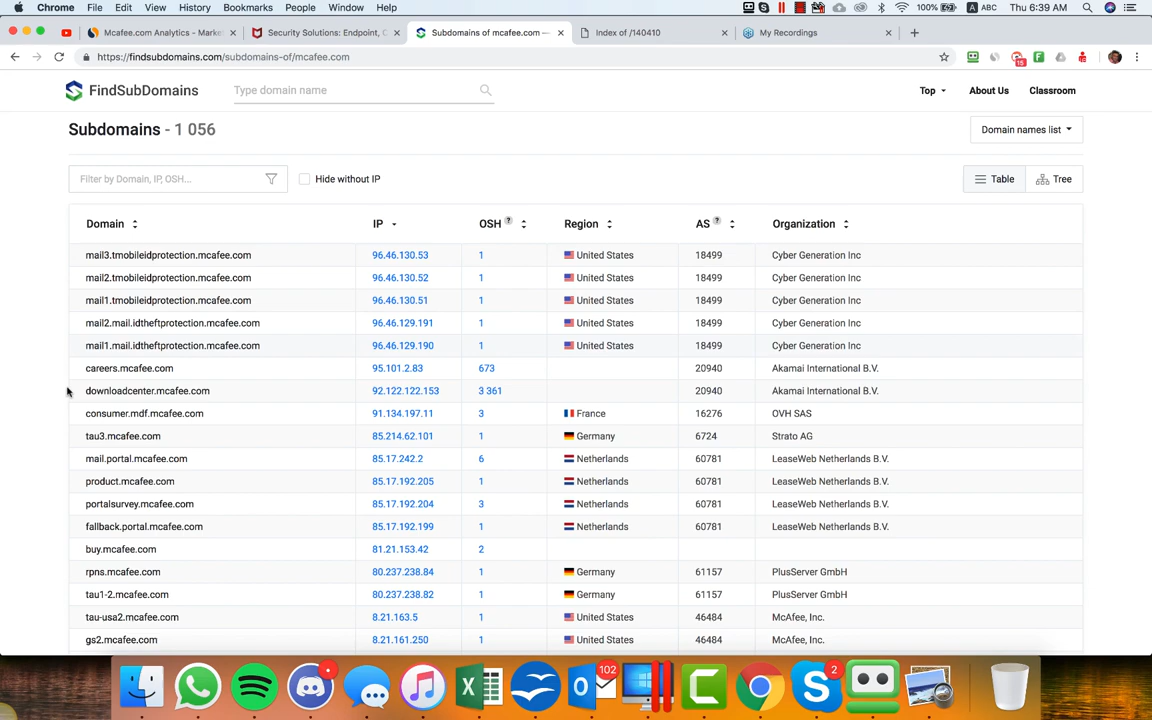 Chrome File Edit View History Bookmarks People Window Help 100% A ABC Thu 6:39 AM
Mcafee.com Analytics - Marke
Security Solutions: Endpoint, C
Subdomains of mcafee.com —
Index of /140410
My Recordings
https://findsubdomains.com/subdomains-of/mcafee.com
15
FindSubDomains
Type domain name
Top
About Us
Classroom
Subdomains - 1 056
Domain names list
Filter by Domain, IP, OSH...
Hide without IP
Table
Tree
Domain IP OSH ? Region AS ? Organization
mail3.tmobileidprotection.mcafee.com 96.46.130.53 1 United States 18499 Cyber Generation Inc
mail2.tmobileidprotection.mcafee.com 96.46.130.52 1 United States 18499 Cyber Generation Inc
mail1.tmobileidprotection.mcafee.com 96.46.130.51 1 United States 18499 Cyber Generation Inc
mail2.mail.idtheftprotection.mcafee.com 96.46.129.191 1 United States 18499 Cyber Generation Inc
mail1.mail.idtheftprotection.mcafee.com 96.46.129.190 1 United States 18499 Cyber Generation Inc
careers.mcafee.com 95.101.2.83 673 20940 Akamai International B.V.
downloadcenter.mcafee.com 92.122.122.153 3 361 20940 Akamai International B.V.
consumer.mdf.mcafee.com 91.134.197.11 3 France 16276 OVH SAS
tau3.mcafee.com 85.214.62.101 1 Germany 6724 Strato AG
mail.portal.mcafee.com 85.17.242.2 6 Netherlands 60781 LeaseWeb Netherlands B.V.
product.mcafee.com 85.17.192.205 1 Netherlands 60781 LeaseWeb Netherlands B.V.
portalsurvey.mcafee.com 85.17.192.204 3 Netherlands 60781 LeaseWeb Netherlands B.V.
fallback.portal.mcafee.com 85.17.192.199 1 Netherlands 60781 LeaseWeb Netherlands B.V.
buy.mcafee.com 81.21.153.42 2
rpns.mcafee.com 80.237.238.84 1 Germany 61157 PlusServer GmbH
tau1-2.mcafee.com 80.237.238.82 1 Germany 61157 PlusServer GmbH
tau-usa2.mcafee.com 8.21.163.5 1 United States 46484 McAfee, Inc.
gs2.mcafee.com 8.21.161.250 1 United States 46484 McAfee, Inc.
102
2